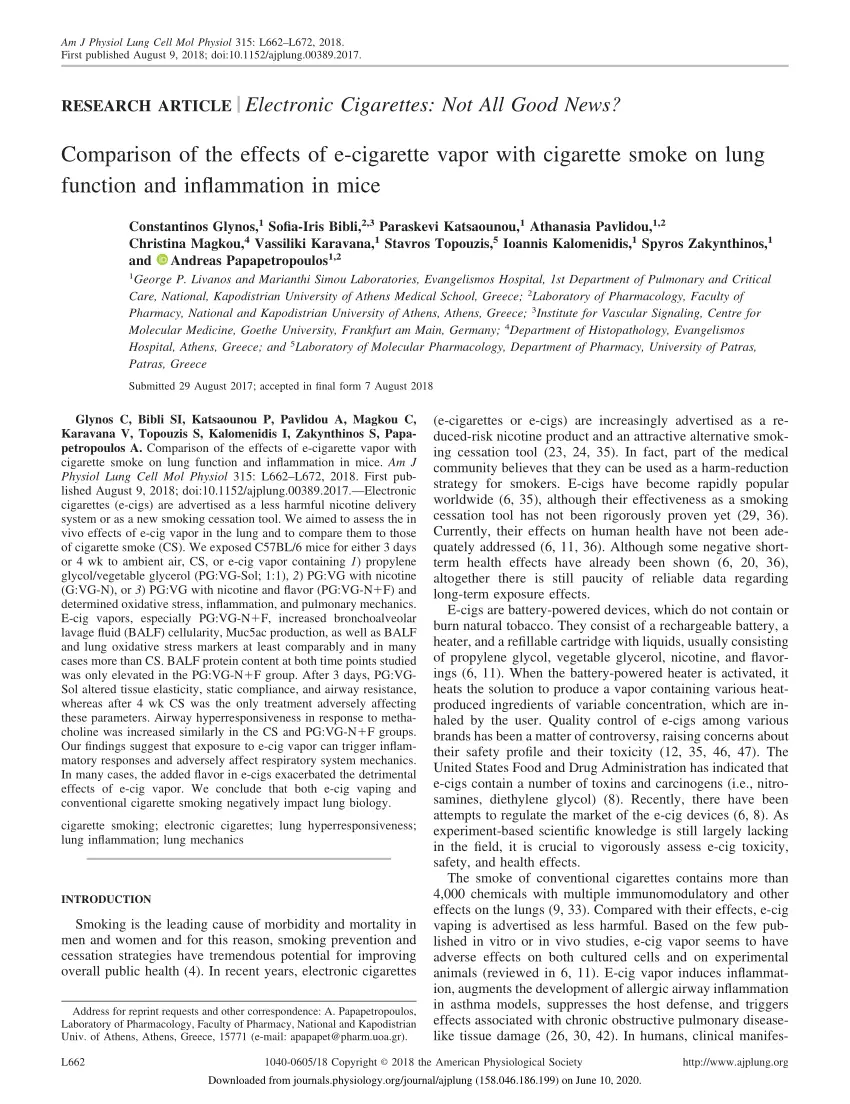 Am J Physiol Lung Cell Mol Physiol 315: L662–L672, 2018.
First published August 9, 2018; doi:10.1152/ajplung.00389.2017.
RESEARCH ARTICLE | Electronic Cigarettes: Not All Good News?
Comparison of the effects of e-cigarette vapor with cigarette smoke on lung
function and inflammation in mice
Constantinos Glynos,1 Sofia-Iris Bibli,2,3 Paraskevi Katsaounou,1 Athanasia Pavlidou,1,2
Christina Magkou,4 Vassiliki Karavana,1 Stavros Topouzis,5 Ioannis Kalomenidis,1 Spyros Zakynthinos,1
and Andreas Papapetropoulos1,2
1George P. Livanos and Marianthi Simou Laboratories, Evangelismos Hospital, 1st Department of Pulmonary and Critical
Care, National, Kapodistrian University of Athens Medical School, Greece; 2Laboratory of Pharmacology, Faculty of
Pharmacy, National and Kapodistrian University of Athens, Athens, Greece; 3Institute for Vascular Signaling, Centre for
Molecular Medicine, Goethe University, Frankfurt am Main, Germany; 4Department of Histopathology, Evangelismos
Hospital, Athens, Greece; and 5Laboratory of Molecular Pharmacology, Department of Pharmacy, University of Patras,
Patras, Greece
Submitted 29 August 2017; accepted in final form 7 August 2018
Glynos C, Bibli SI, Katsaounou P, Pavlidou A, Magkou C,
Karavana V, Topouzis S, Kalomenidis I, Zakynthinos S, Papa-
petropoulos A. Comparison of the effects of e-cigarette vapor with
cigarette smoke on lung function and inflammation in mice. Am J
Physiol Lung Cell Mol Physiol 315: L662–L672, 2018. First pub-
lished August 9, 2018; doi:10.1152/ajplung.00389.2017.—Electronic
cigarettes (e-cigs) are advertised as a less harmful nicotine delivery
system or as a new smoking cessation tool. We aimed to assess the in
vivo effects of e-cig vapor in the lung and to compare them to those
of cigarette smoke (CS). We exposed C57BL/6 mice for either 3 days
or 4 wk to ambient air, CS, or e-cig vapor containing 1) propylene
glycol/vegetable glycerol (PG:VG-Sol; 1:1), 2) PG:VG with nicotine
(G:VG-N), or 3) PG:VG with nicotine and flavor (PG:VG-N+F) and
determined oxidative stress, inflammation, and pulmonary mechanics.
E-cig vapors, especially PG:VG-N+F, increased bronchoalveolar
lavage fluid (BALF) cellularity, Muc5ac production, as well as BALF
and lung oxidative stress markers at least comparably and in many
cases more than CS. BALF protein content at both time points studied
was only elevated in the PG:VG-N+F group. After 3 days, PG:VG-
Sol altered tissue elasticity, static compliance, and airway resistance,
whereas after 4 wk CS was the only treatment adversely affecting
these parameters. Airway hyperresponsiveness in response to metha-
choline was increased similarly in the CS and PG:VG-N+F groups.
Our findings suggest that exposure to e-cig vapor can trigger inflam-
matory responses and adversely affect respiratory system mechanics.
In many cases, the added flavor in e-cigs exacerbated the detrimental
effects of e-cig vapor. We conclude that both e-cig vaping and
conventional cigarette smoking negatively impact lung biology.
cigarette smoking; electronic cigarettes; lung hyperresponsiveness;
lung inflammation; lung mechanics
INTRODUCTION
Smoking is the leading cause of morbidity and mortality in
men and women and for this reason, smoking prevention and
cessation strategies have tremendous potential for improving
overall public health (4). In recent years, electronic cigarettes
Address for reprint requests and other correspondence: A. Papapetropoulos,
Laboratory of Pharmacology, Faculty of Pharmacy, National and Kapodistrian
Univ. of Athens, Athens, Greece, 15771 (e-mail: apapapet@pharm.uoa.gr).
(e-cigarettes or e-cigs) are increasingly advertised as a re-
duced-risk nicotine product and an attractive alternative smok-
ing cessation tool (23, 24, 35). In fact, part of the medical
community believes that they can be used as a harm-reduction
strategy for smokers. E-cigs have become rapidly popular
worldwide (6, 35), although their effectiveness as a smoking
cessation tool has not been rigorously proven yet (29, 36).
Currently, their effects on human health have not been ade-
quately addressed (6, 11, 36). Although some negative short-
term health effects have already been shown (6, 20, 36),
altogether there is still paucity of reliable data regarding
long-term exposure effects.
E-cigs are battery-powered devices, which do not contain or
burn natural tobacco. They consist of a rechargeable battery, a
heater, and a refillable cartridge with liquids, usually consisting
of propylene glycol, vegetable glycerol, nicotine, and flavor-
ings (6, 11). When the battery-powered heater is activated, it
heats the solution to produce a vapor containing various heat-
produced ingredients of variable concentration, which are in-
haled by the user. Quality control of e-cigs among various
brands has been a matter of controversy, raising concerns about
their safety profile and their toxicity (12, 35, 46, 47). The
United States Food and Drug Administration has indicated that
e-cigs contain a number of toxins and carcinogens (i.e., nitro-
samines, diethylene glycol) (8). Recently, there have been
attempts to regulate the market of the e-cig devices (6, 8). As
experiment-based scientific knowledge is still largely lacking
in the field, it is crucial to vigorously assess e-cig toxicity,
safety, and health effects.
The smoke of conventional cigarettes contains more than
4,000 chemicals with multiple immunomodulatory and other
effects on the lungs (9, 33). Compared with their effects, e-cig
vaping is advertised as less harmful. Based on the few pub-
lished in vitro or in vivo studies, e-cig vapor seems to have
adverse effects on both cultured cells and on experimental
animals (reviewed in 6, 11). E-cig vapor induces inflammat-
ion, augments the development of allergic airway inflammation
in asthma models, suppresses the host defense, and triggers
effects associated with chronic obstructive pulmonary disease-
like tissue damage (26, 30, 42). In humans, clinical manifes-
L662
1040-0605/18 Copyright © 2018 the American Physiological Society
http://www.ajplung.org
Downloaded from journals.physiology.org/journal/ajplung (158.046.186.199) on June 10, 2020.